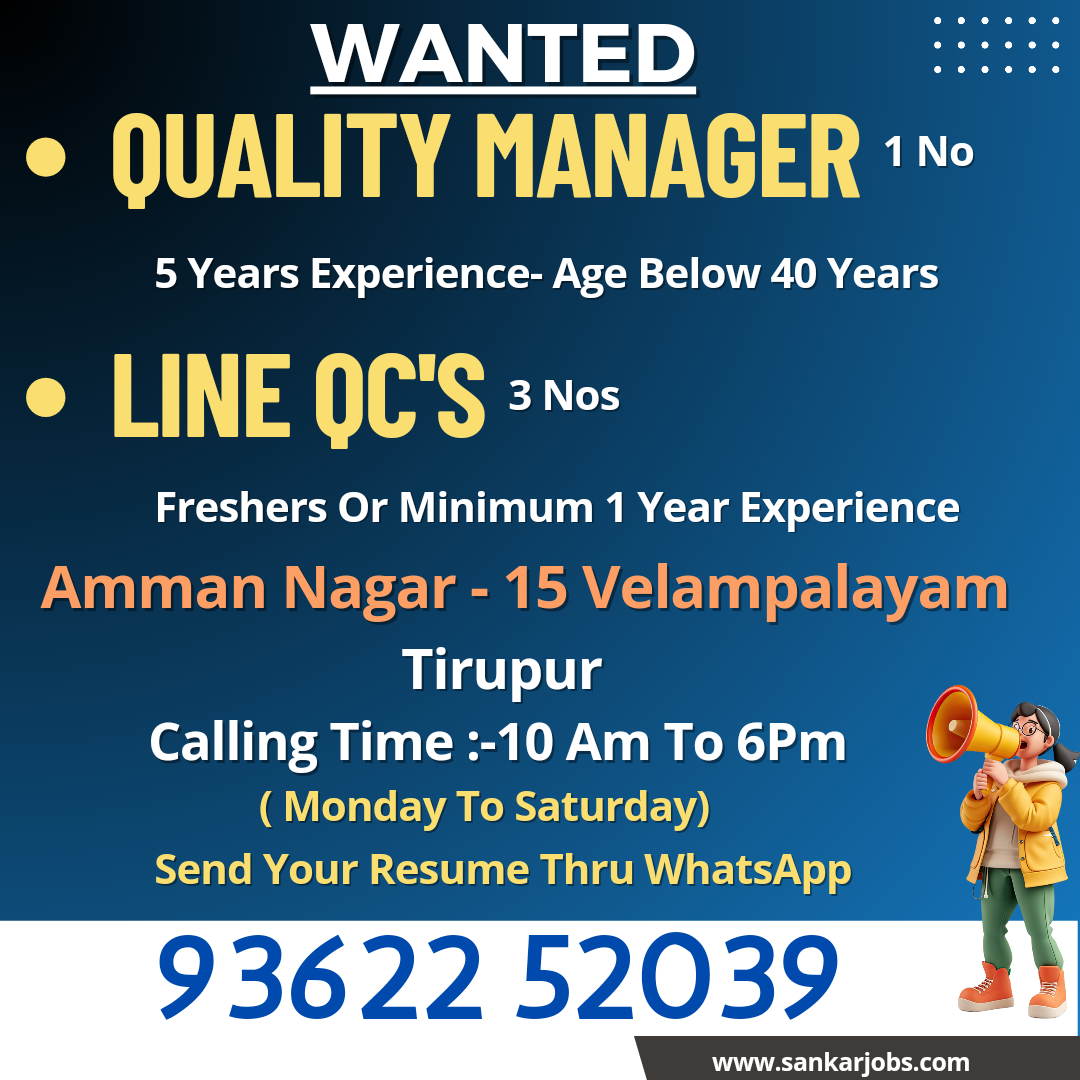 WANTED
• QUALITY MANAGER 1 No
5 Years Experience- Age Below 40 Years
• LINE QC'S 3 Nos
Freshers Or Minimum 1 Year Experience
Amman Nagar - 15 Velampalayam
Tirupur
Calling Time :-10 Am To 6Pm
( Monday To Saturday)
Send Your Resume Thru WhatsApp
93622 52039
www.sankarjobs.com